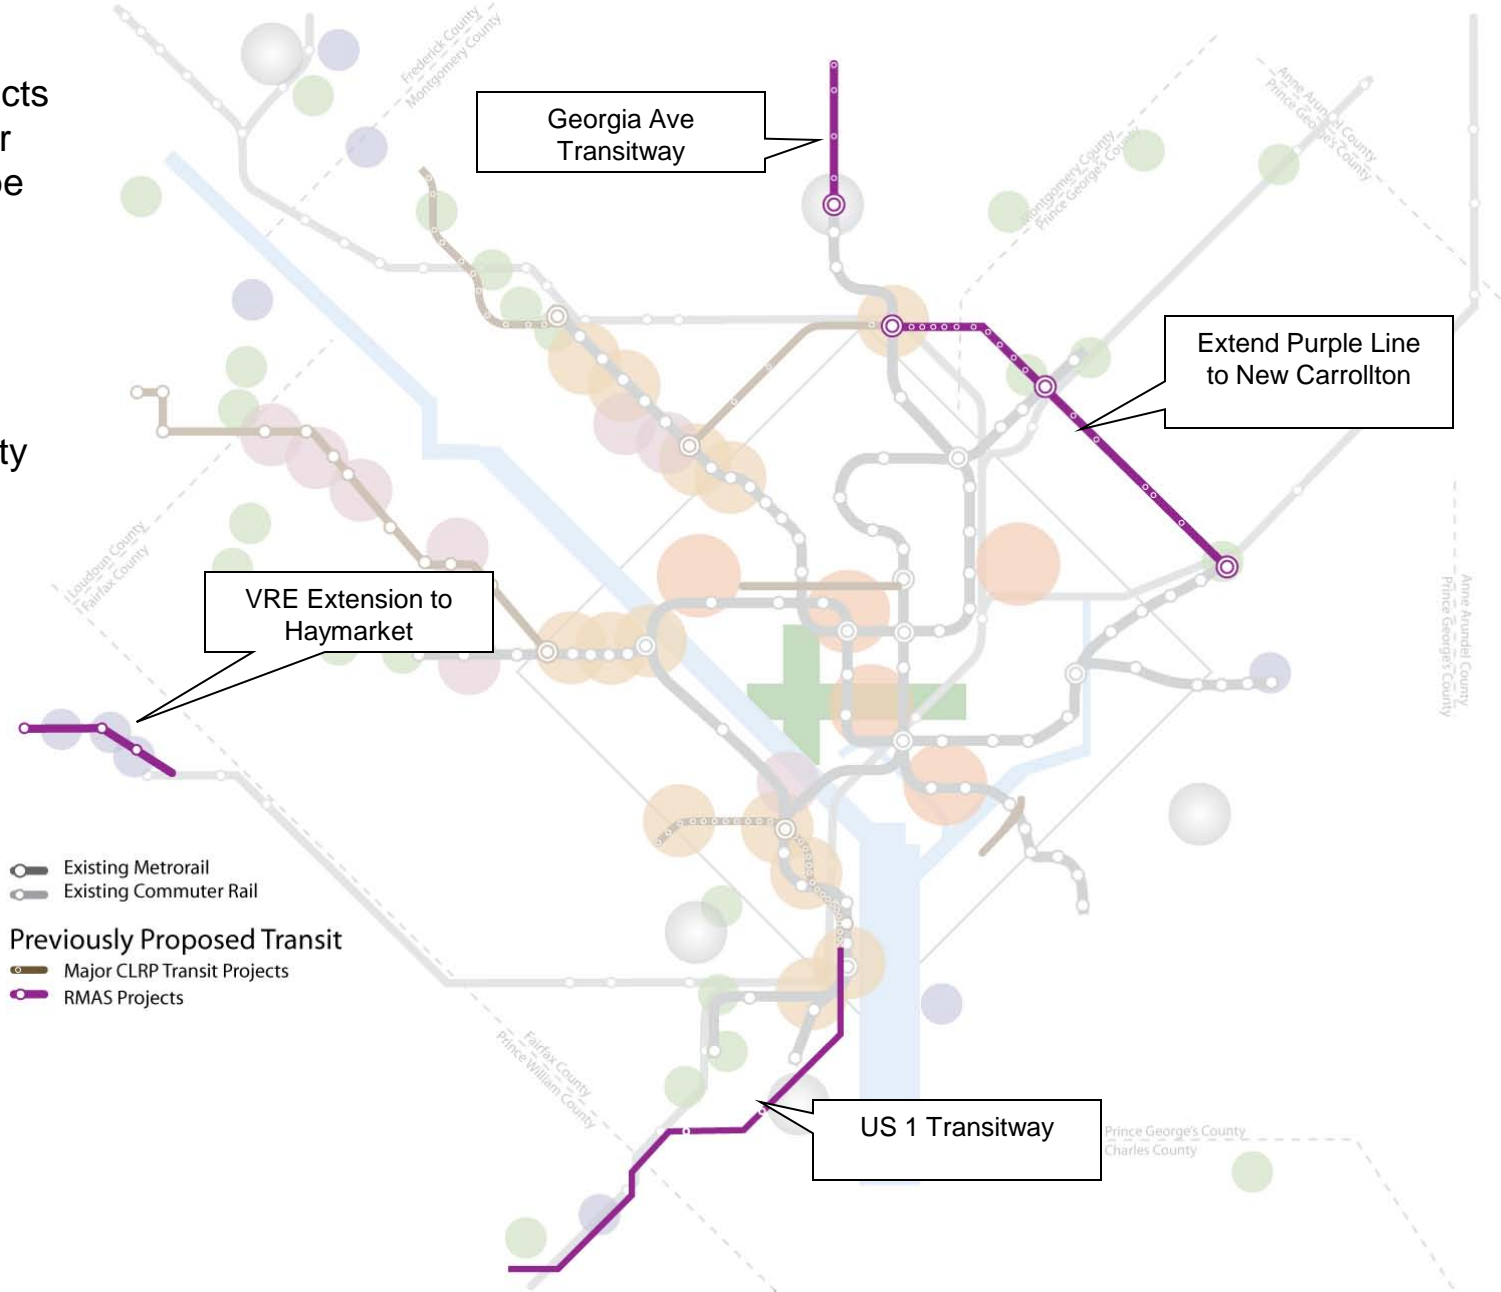 cts
r
be
ty
Frederick County
Montgomery County
Georgia Ave
Transitway
Montgomery County
Prince George's County
Anne Arundel County
Prince George's County
Extend Purple Line
to New Carrollton
Loudoun County
Fairfax County
VRE Extension to
Haymarket
Anne Arundel County
Prince George's County
Existing Metrorail
Existing Commuter Rail
Previously Proposed Transit
Major CLRP Transit Projects
RMAS Projects
Fairfax County
Prince William County
US 1 Transitway
Prince George's County
Charles County